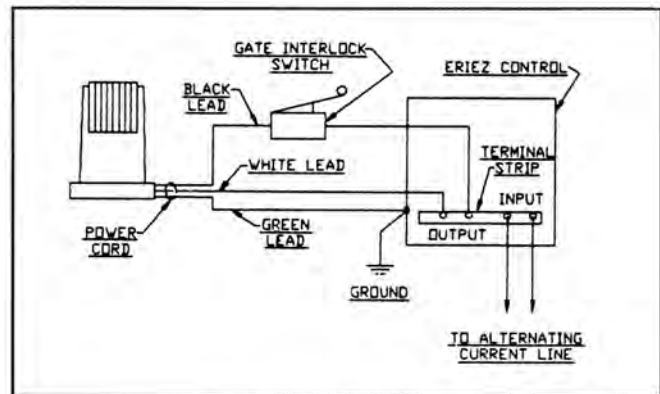 GATE INTERLOCK
SWITCH
ERIEZ CONTROL
BLACK
LEAD
WHITE LEAD
TERMINAL
STRIP
INPUT
POWER
CORD
GREEN
LEAD
OUTPUT
GROUND
TO ALTERNATING
CURRENT LINE